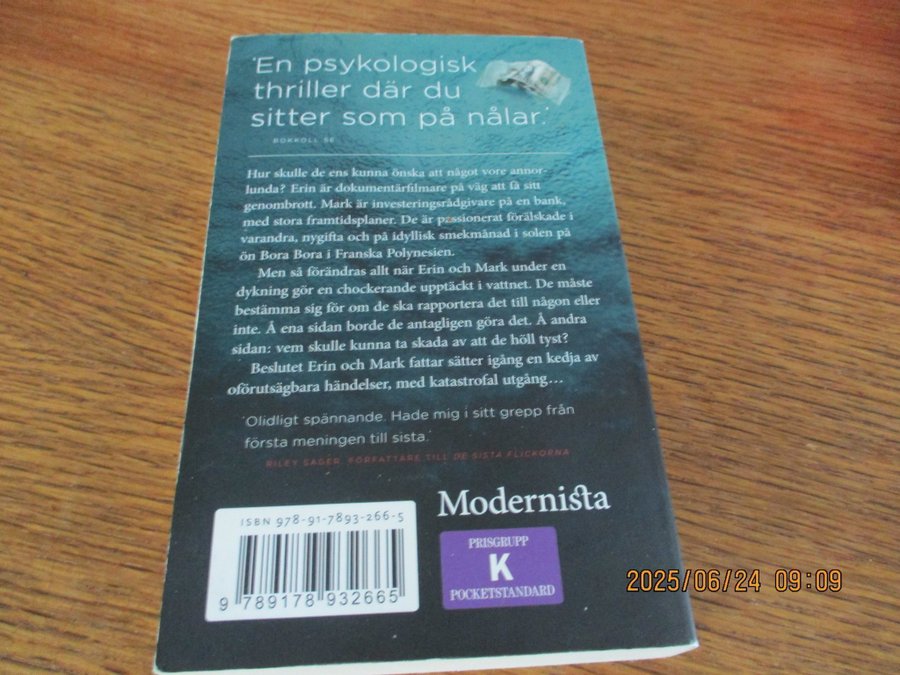 'En psykologisk
thriller där du
sitter som på nålar.'
BOKKOLL.SE
Hur skulle de ens kunna önska att något vore annor-
lunda? Erin är dokumentärfilmare på väg att få sitt
genombrott. Mark är investeringsrådgivare på en bank,
med stora framtidsplaner. De är passionerat förälskade i
varandra, nygifta och på idyllisk smekmånad i solen på
ön Bora Bora i Franska Polynesien.
Men så förändras allt när Erin och Mark under en
dykning gör en chockerande upptäckt i vattnet. De måste
bestämma sig för om de ska rapportera det till någon eller
inte. Å ena sidan borde de antagligen göra det. Å andra
sidan: vem skulle kunna ta skada av att de höll tyst?
Beslutet Erin och Mark fattar sätter igång en kedja av
oförutsägbara händelser, med katastrofal utgång...
'Olidligt spännande. Hade mig i sitt grepp från
första meningen till sista.'
RILEY SAGER, FÖRFATTARE TILL DE SISTA FLICKORNA
Modernista
ISBN 978-91-7893-266-5
9 789178 932665
PRISGRUPP
K
POCKETSTANDARD
2025/06/24 09:09